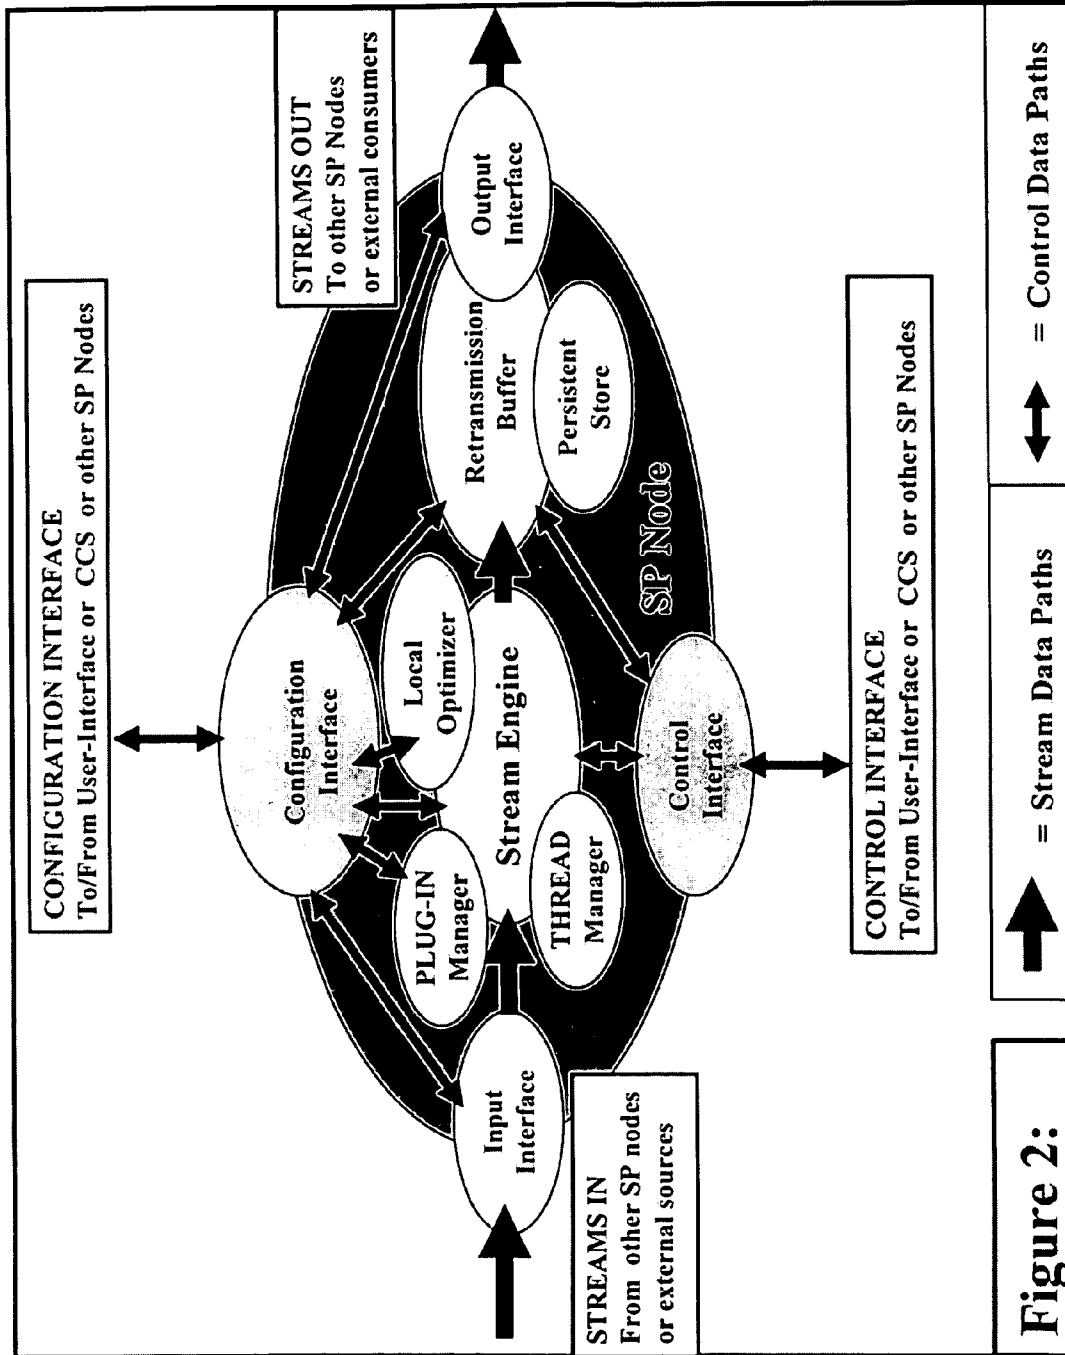 CONFIGURATION INTERFACE
To/From User-Interface or CCS or other SP Nodes
STREAMS OUT
To other SP Nodes
or external consumers
Configuration
Interface
Local
Optimizer
PLUG-IN
Manager
Input
Interface
Stream Engine
Retransmission
Buffer
Output
Interface
THREAD
Manager
Persistent
Store
SP Node
Control
Interface
STREAMS IN
From other SP nodes
or external sources
CONTROL INTERFACE
To/From User-Interface or CCS or other SP Nodes
Figure 2:
= Stream Data Paths
= Control Data Paths